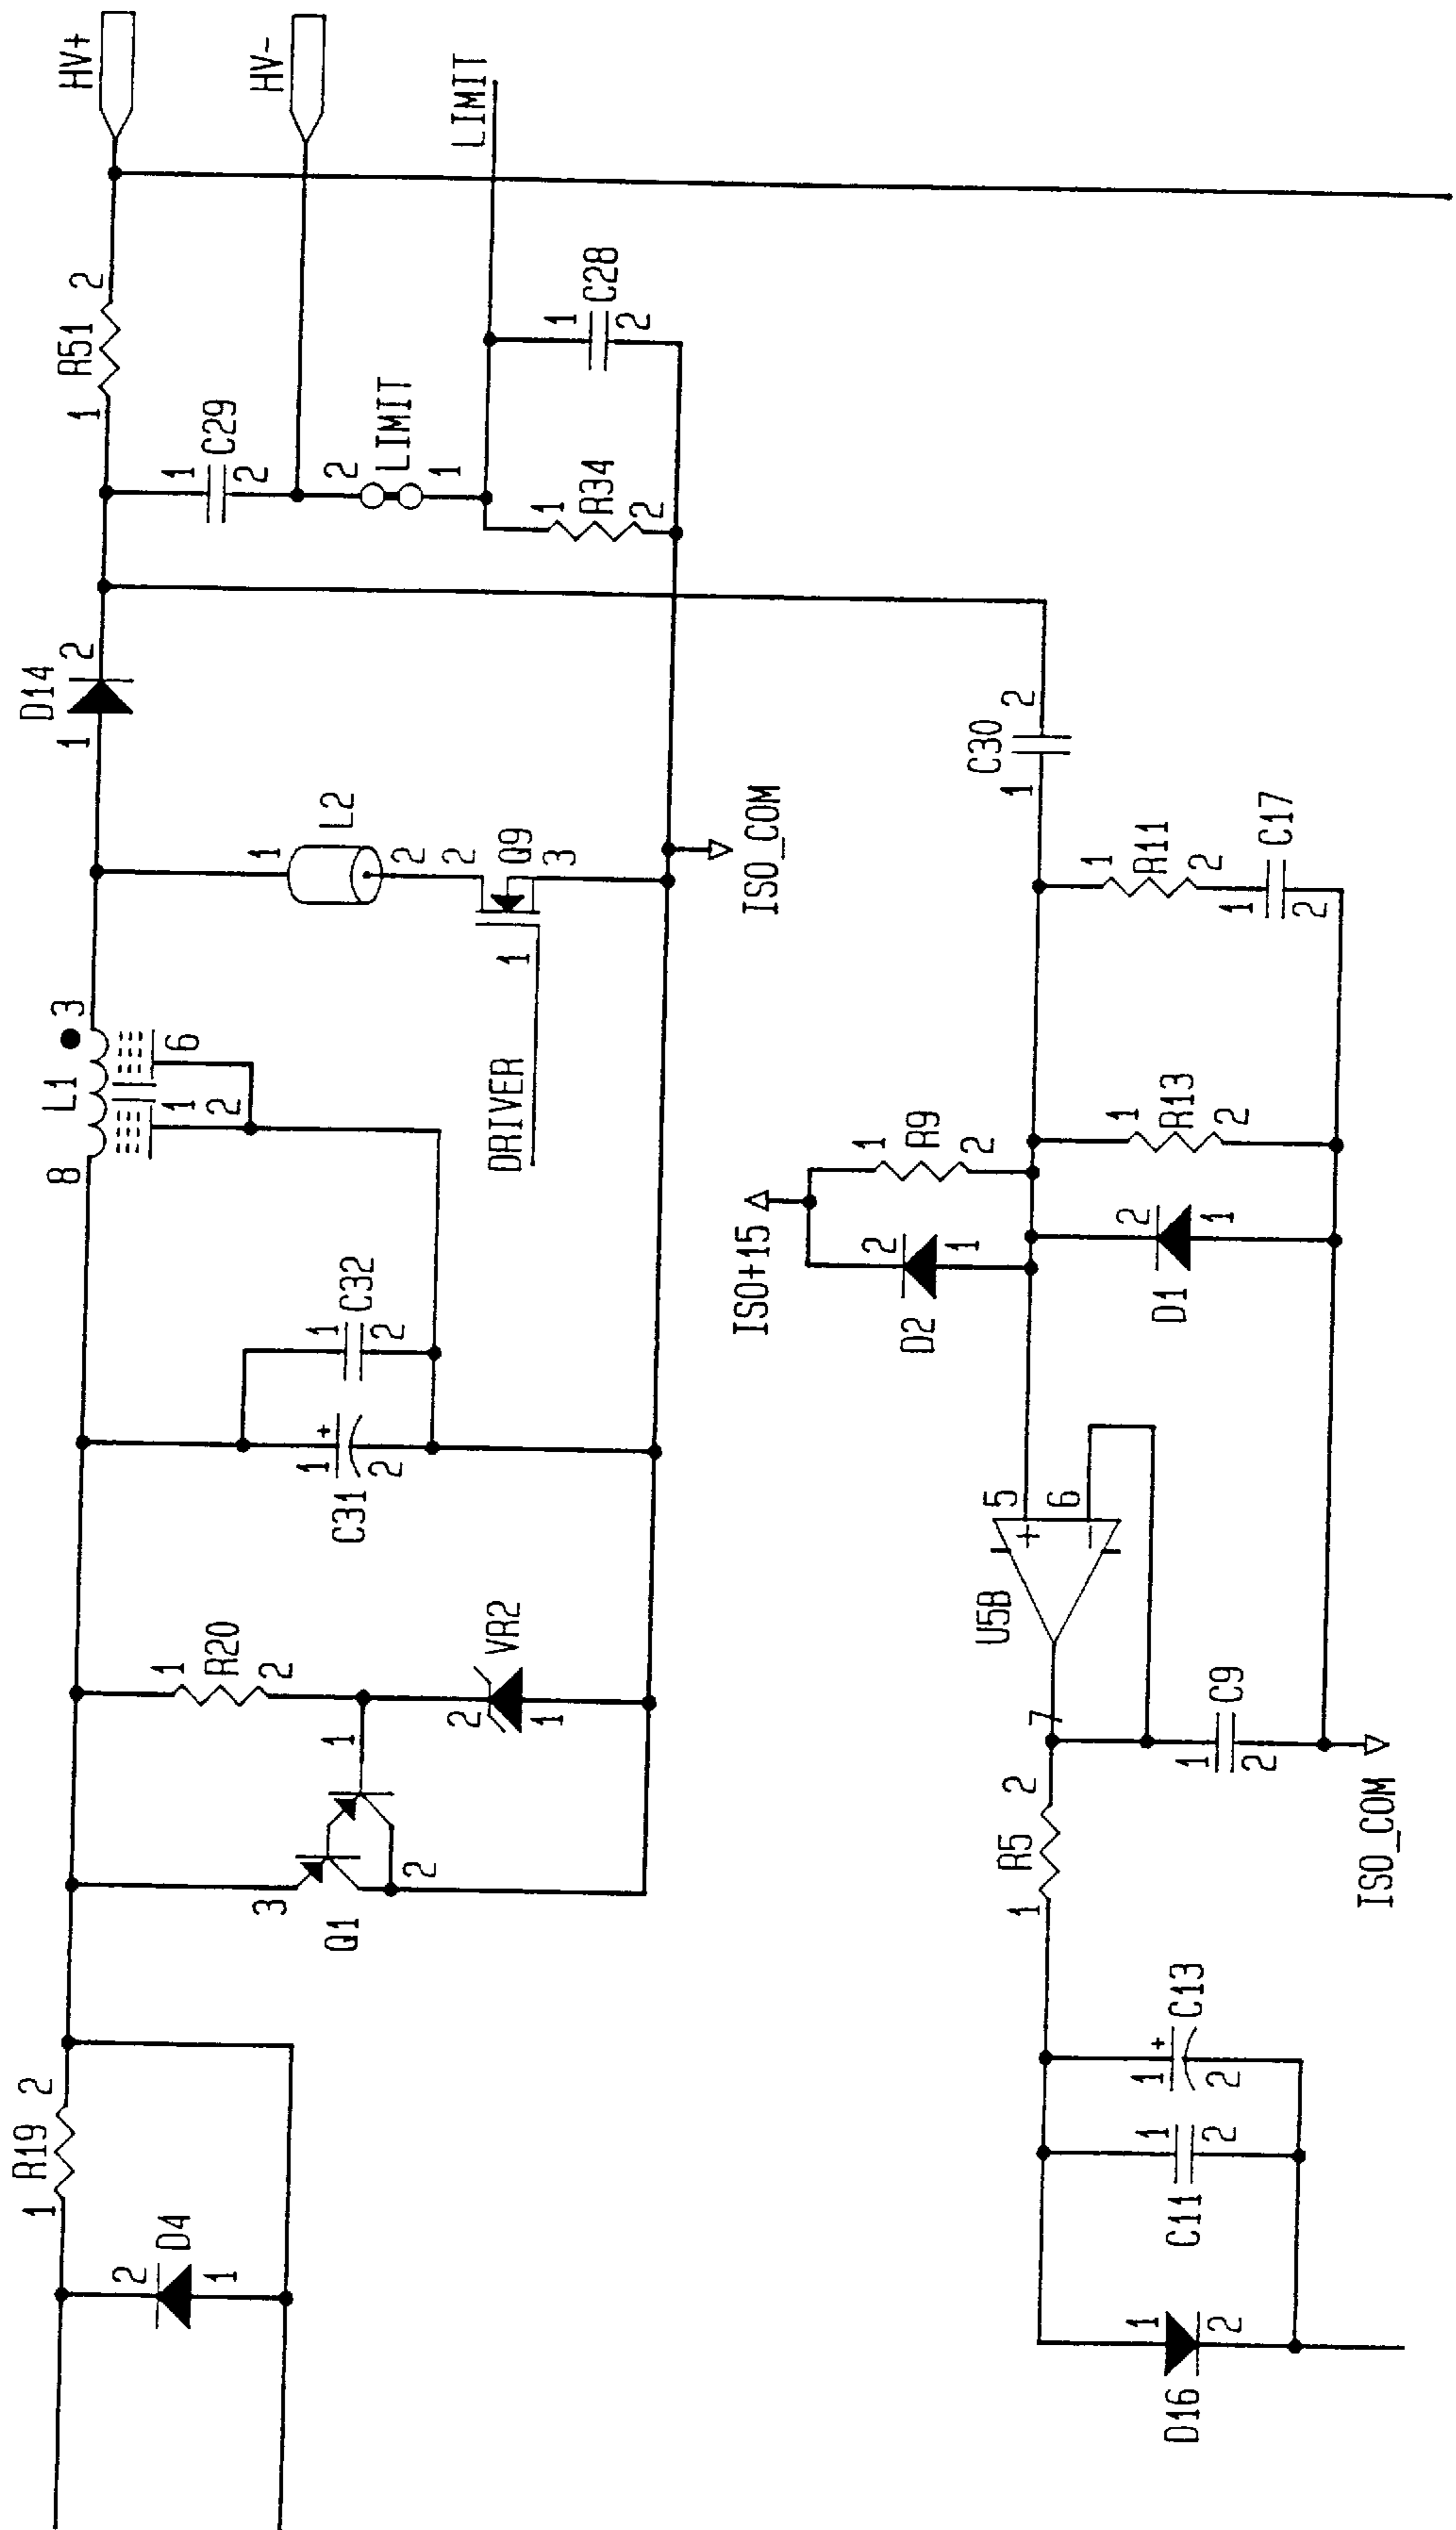 HV+
HV-
LIMIT
R51
1
2
C29
1
2
LIMIT
2
1
R34
1
2
C28
1
2
D14
1
2
L2
1
2
Q9
2
1
3
ISO_COM
DRIVER
L1
8
3
1
2
6
C32
1
2
C31
1
+
2
R20
1
2
VR2
2
1
Q1
1
2
3
R19
1
2
D4
2
1
C30
1
2
R11
1
2
C17
1
2
R13
1
2
R9
1
2
ISO+15
D2
2
1
D1
2
1
U5B
5
+
6
-
7
C9
1
2
ISO_COM
R5
1
2
C13
1
+
2
C11
1
2
D16
1
2